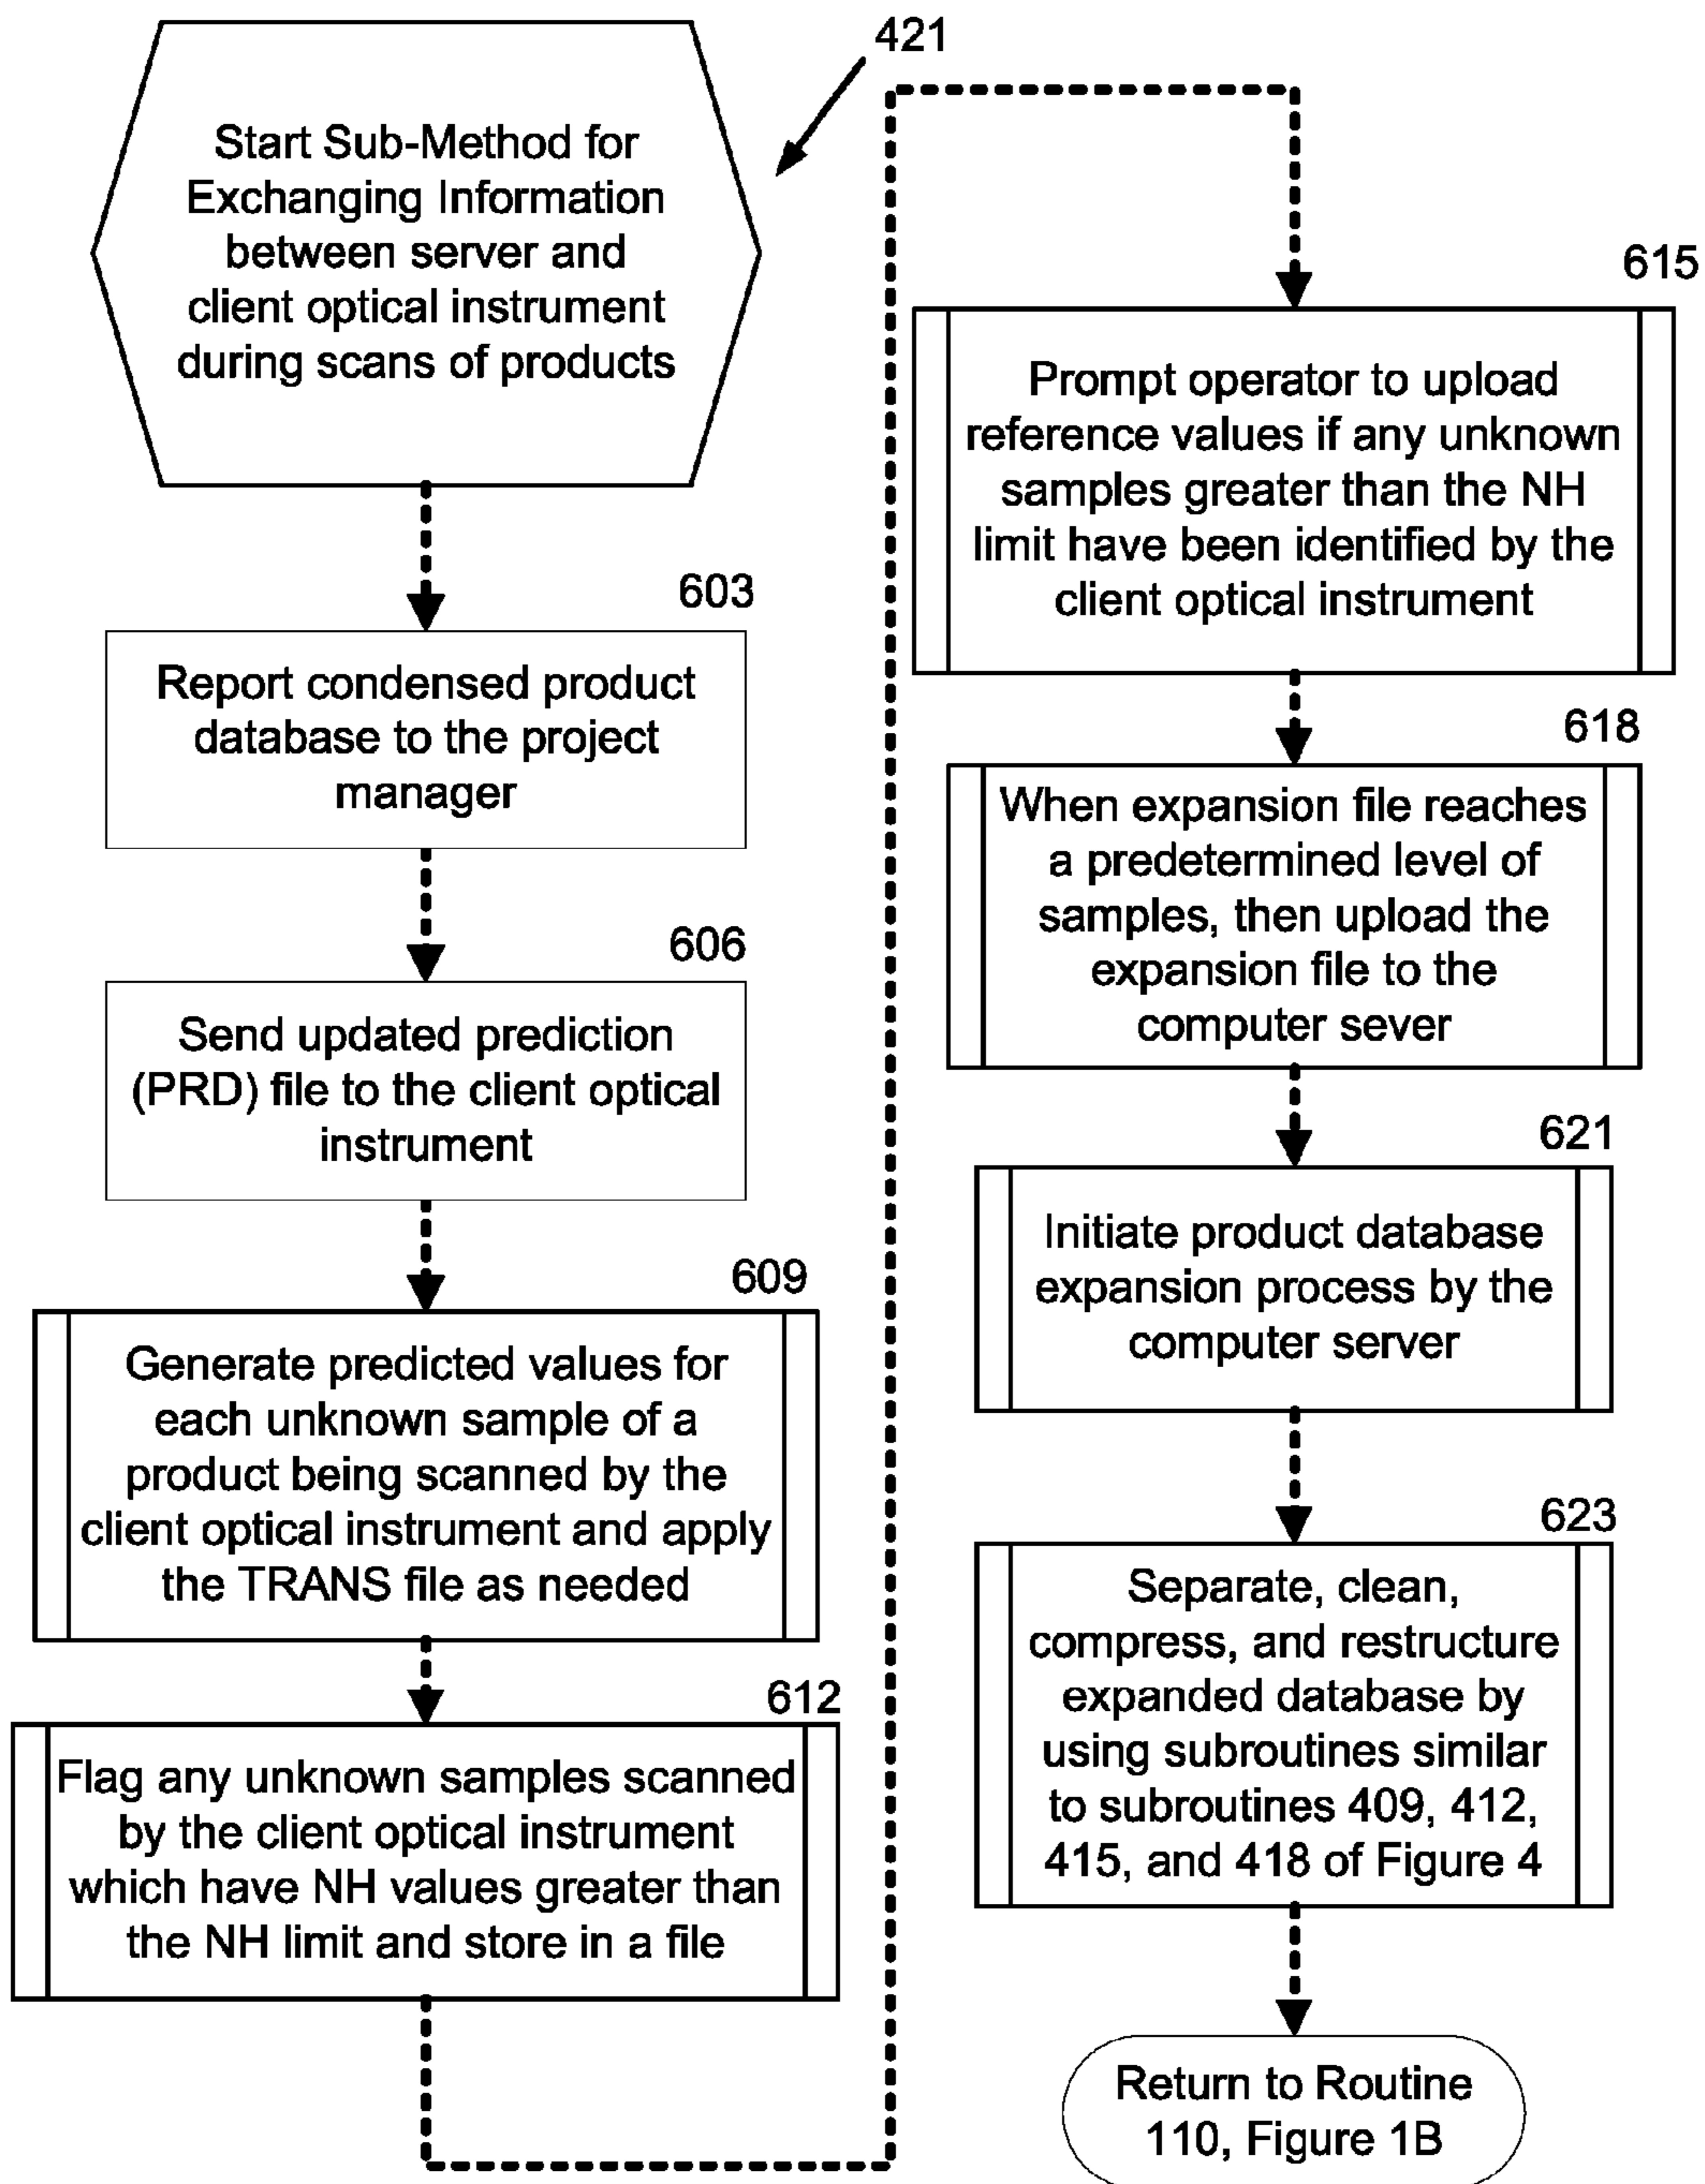 421
Start Sub-Method for
Exchanging Information
between server and
client optical instrument
during scans of products
603
Report condensed product
database to the project
manager
606
Send updated prediction
(PRD) file to the client optical
instrument
609
Generate predicted values for
each unknown sample of a
product being scanned by the
client optical instrument and apply
the TRANS file as needed
612
Flag any unknown samples scanned
by the client optical instrument
which have NH values greater than
the NH limit and store in a file
615
Prompt operator to upload
reference values if any unknown
samples greater than the NH
limit have been identified by the
client optical instrument
618
When expansion file reaches
a predetermined level of
samples, then upload the
expansion file to the
computer sever
621
Initiate product database
expansion process by the
computer server
623
Separate, clean,
compress, and restructure
expanded database by
using subroutines similar
to subroutines 409, 412,
415, and 418 of Figure 4
Return to Routine
110, Figure 1B